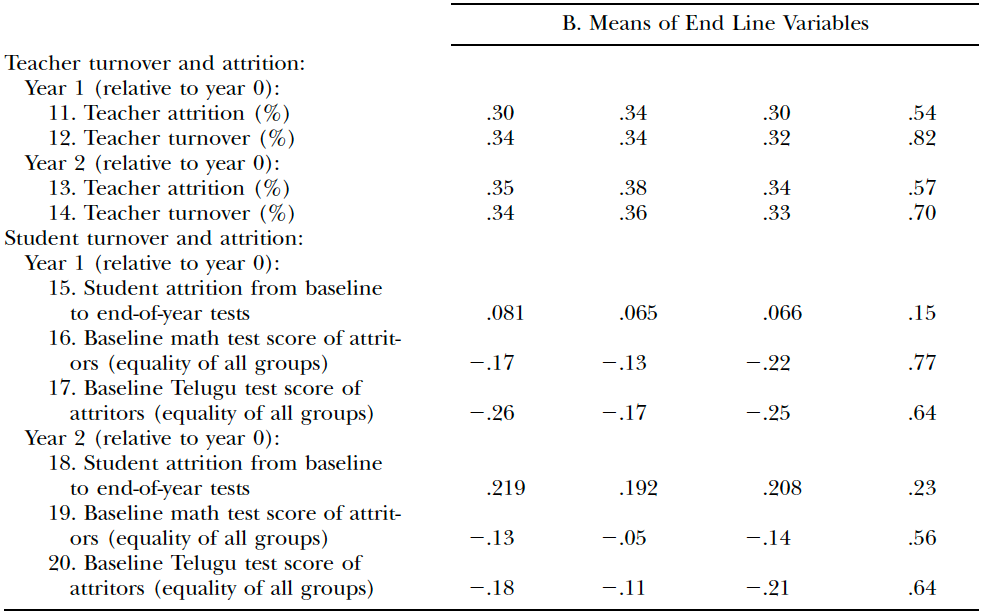 B. Means of End Line Variables
Teacher turnover and attrition:
Year 1 (relative to year 0):
11. Teacher attrition (%) .30 .34 .30 .54
12. Teacher turnover (%) .34 .34 .32 .82
Year 2 (relative to year 0):
13. Teacher attrition (%) .35 .38 .34 .57
14. Teacher turnover (%) .34 .36 .33 .70
Student turnover and attrition:
Year 1 (relative to year 0):
15. Student attrition from baseline
to end-of-year tests .081 .065 .066 .15
16. Baseline math test score of attrit-
ors (equality of all groups) −.17 −.13 −.22 .77
17. Baseline Telugu test score of
attritors (equality of all groups) −.26 −.17 −.25 .64
Year 2 (relative to year 0):
18. Student attrition from baseline
to end-of-year tests .219 .192 .208 .23
19. Baseline math test score of attrit-
ors (equality of all groups) −.13 −.05 −.14 .56
20. Baseline Telugu test score of
attritors (equality of all groups) −.18 −.11 −.21 .64